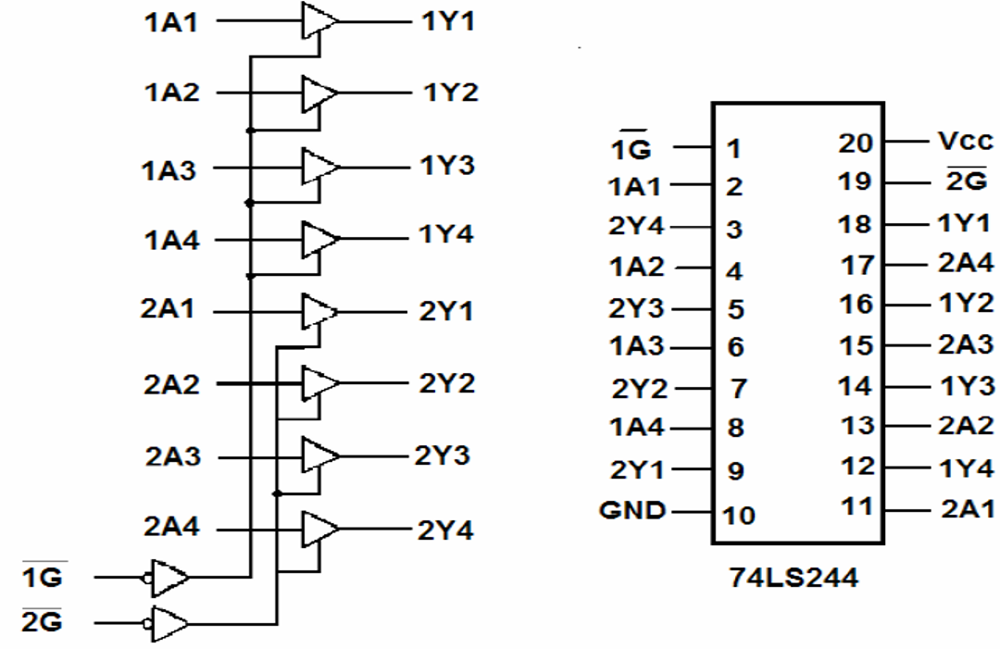 1A1 1Y1
1A2 1Y2
1A3 1Y3
1A4 1Y4
2A1 2Y1
2A2 2Y2
2A3 2Y3
2A4 2Y4
1G̅
2G̅
1G̅ 1 20 Vcc
1A1 2 19 2G̅
2Y4 3 18 1Y1
1A2 4 17 2A4
2Y3 5 16 1Y2
1A3 6 15 2A3
2Y2 7 14 1Y3
1A4 8 13 2A2
2Y1 9 12 1Y4
GND 10 11 2A1
74LS244